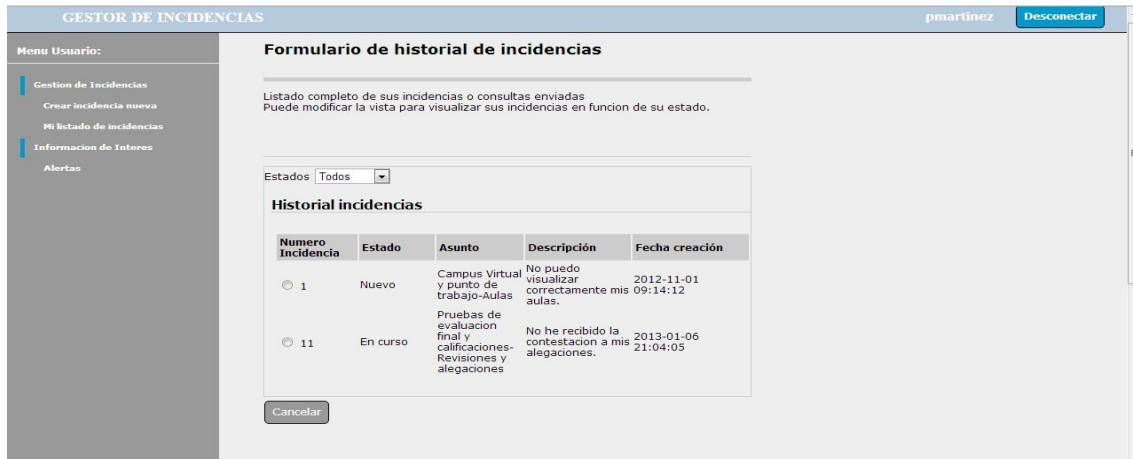 GESTOR DE INCIDENCIAS
pmartinez
Desconectar
Menu Usuario:
Gestion de Incidencias
Crear incidencia nueva
Mi listado de incidencias
Informacion de Interes
Alertas
Formulario de historial de incidencias
Listado completo de sus incidencias o consultas enviadas
Puede modificar la vista para visualizar sus incidencias en funcion de su estado.
Estados Todos
Historial incidencias
Numero
Incidencia
Estado
Asunto
Descripción
Fecha creación
1
Nuevo
Campus Virtual
y punto de
trabajo-Aulas
No puedo
visualizar
correctamente mis
aulas.
2012-11-01
09:14:12
11
En curso
Pruebas de
evaluacion
final y
calificaciones-
Revisiones y
alegaciones
No he recibido la
contestacion a mis
alegaciones.
2013-01-06
21:04:05
Cancelar